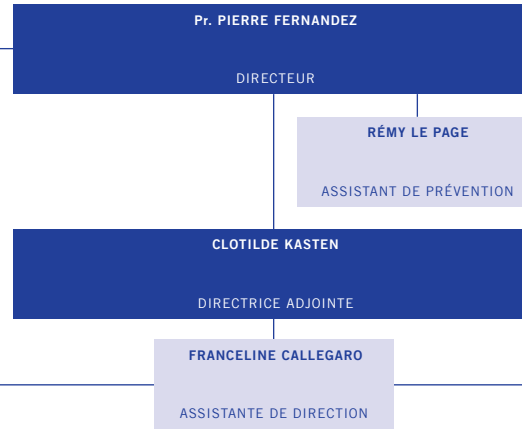 Pr. PIERRE FERNANDEZ
DIRECTEUR
RÉMY LE PAGE
ASSISTANT DE PRÉVENTION
CLOTILDE KASTEN
DIRECTRICE ADJOINTE
FRANCELINE CALLEGARO
ASSISTANTE DE DIRECTION